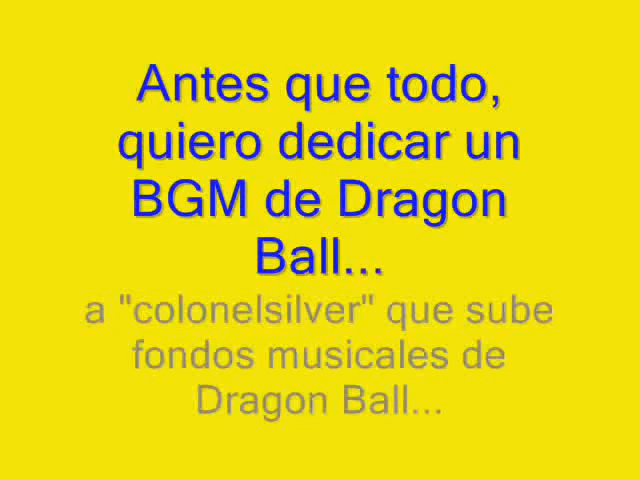 Antes que todo,
quiero dedicar un
BGM de Dragon
Ball...
a "colonelsilver" que sube
fondos musicales de
Dragon Ball...